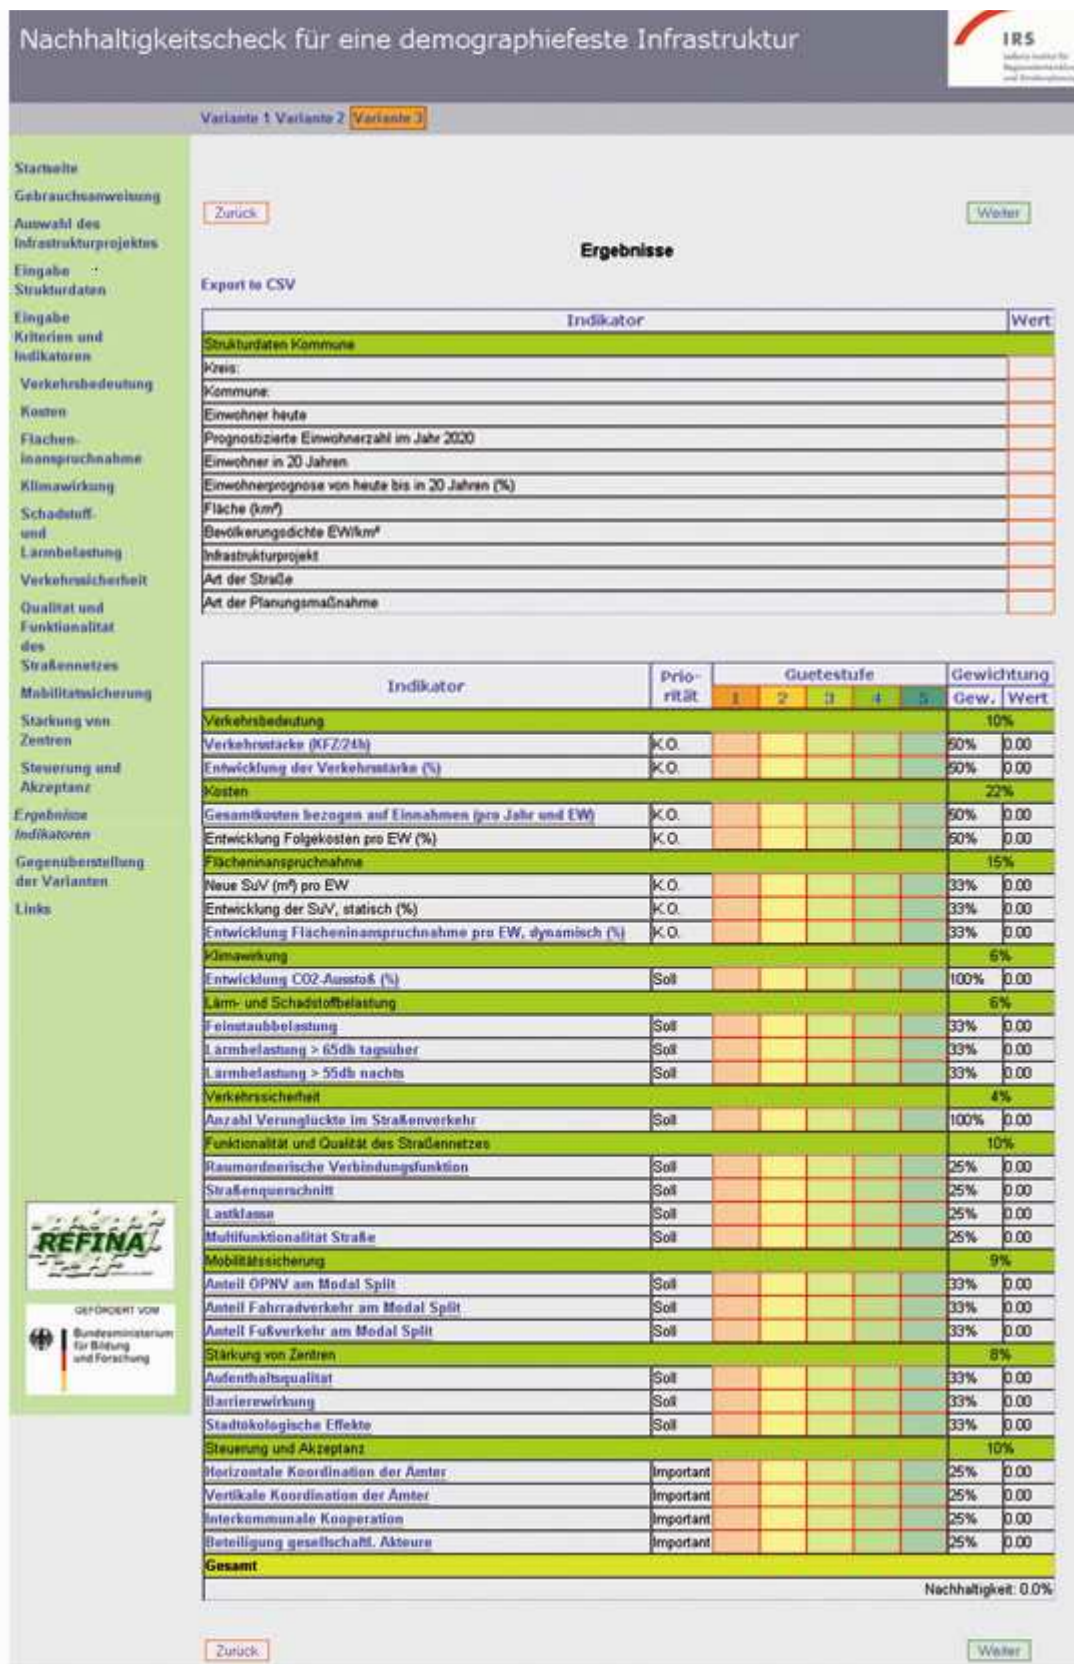 Nachhaltigkeitscheck für eine demographiefeste Infrastruktur
IRS
Variante 1 Variante 2 Variante 3
Startseite
Gebrauchsanweisung
Auswahl des
Infrastrukturprojektes
Eingabe
Strukturdaten
Eingabe
Kriterien und
Indikatoren
Verkehrsbedeutung
Kosten
Flächen-
inanspruchnahme
Klimawirkung
Schadstoff-
und
Lärmbelastung
Verkehrssicherheit
Qualität und
Funktionalität
des
Straßennetzes
Mobilitätssicherung
Stärkung von
Zentren
Steuerung und
Akzeptanz
Ergebnisse
Indikatoren
Gegenüberstellung
der Varianten
Links
REFINA
GEFÖRDERT VOM
Bundesministerium
für Bildung
und Forschung
Zurück Weiter
Ergebnisse
Export to CSV
Indikator Wert
Strukturdaten Kommune
Kreis:
Kommune:
Einwohner heute
Prognostizierte Einwohnerzahl im Jahr 2020
Einwohner in 20 Jahren
Einwohnerprognose von heute bis in 20 Jahren (%)
Fläche (km²)
Bevölkerungsdichte EW/km²
Infrastrukturprojekt
Art der Straße
Art der Planungsmaßnahme
Indikator Prio- Guetestufe Gewichtung
rität 1 2 3 4 5 Gew. Wert
Verkehrsbedeutung 10%
Verkehrsstärke (KFZ/24h) K.O. 50% 0.00
Entwicklung der Verkehrsstärke (%) K.O. 50% 0.00
Kosten 22%
Gesamtkosten bezogen auf Einnahmen (pro Jahr und EW) K.O. 50% 0.00
Entwicklung Folgekosten pro EW (%) K.O. 50% 0.00
Flächeninanspruchnahme 15%
Neue SuV (m²) pro EW K.O. 33% 0.00
Entwicklung der SuV, statisch (%) K.O. 33% 0.00
Entwicklung Flächeninanspruchnahme pro EW, dynamisch (%) K.O. 33% 0.00
Klimawirkung 6%
Entwicklung CO2-Ausstoß (%) Soll 100% 0.00
Lärm- und Schadstoffbelastung 6%
Feinstaubbelastung Soll 33% 0.00
Lärmbelastung > 65db tagsüber Soll 33% 0.00
Lärmbelastung > 55db nachts Soll 33% 0.00
Verkehrssicherheit 4%
Anzahl Verunglückte im Straßenverkehr Soll 100% 0.00
Funktionalität und Qualität des Straßennetzes 10%
Raumordnerische Verbindungsfunktion Soll 25% 0.00
Straßenquerschnitt Soll 25% 0.00
Lastklasse Soll 25% 0.00
Multifunktionalität Straße Soll 25% 0.00
Mobilitätssicherung 9%
Anteil ÖPNV am Modal Split Soll 33% 0.00
Anteil Fahrradverkehr am Modal Split Soll 33% 0.00
Anteil Fußverkehr am Modal Split Soll 33% 0.00
Stärkung von Zentren 8%
Aufenthaltsqualität Soll 33% 0.00
Barrierewirkung Soll 33% 0.00
Stadtökologische Effekte Soll 33% 0.00
Steuerung und Akzeptanz 10%
Horizontale Koordination der Ämter Important 25% 0.00
Vertikale Koordination der Ämter Important 25% 0.00
Interkommunale Kooperation Important 25% 0.00
Beteiligung gesellschaftl. Akteure Important 25% 0.00
Gesamt
Nachhaltigkeit: 0.0%
Zurück Weiter